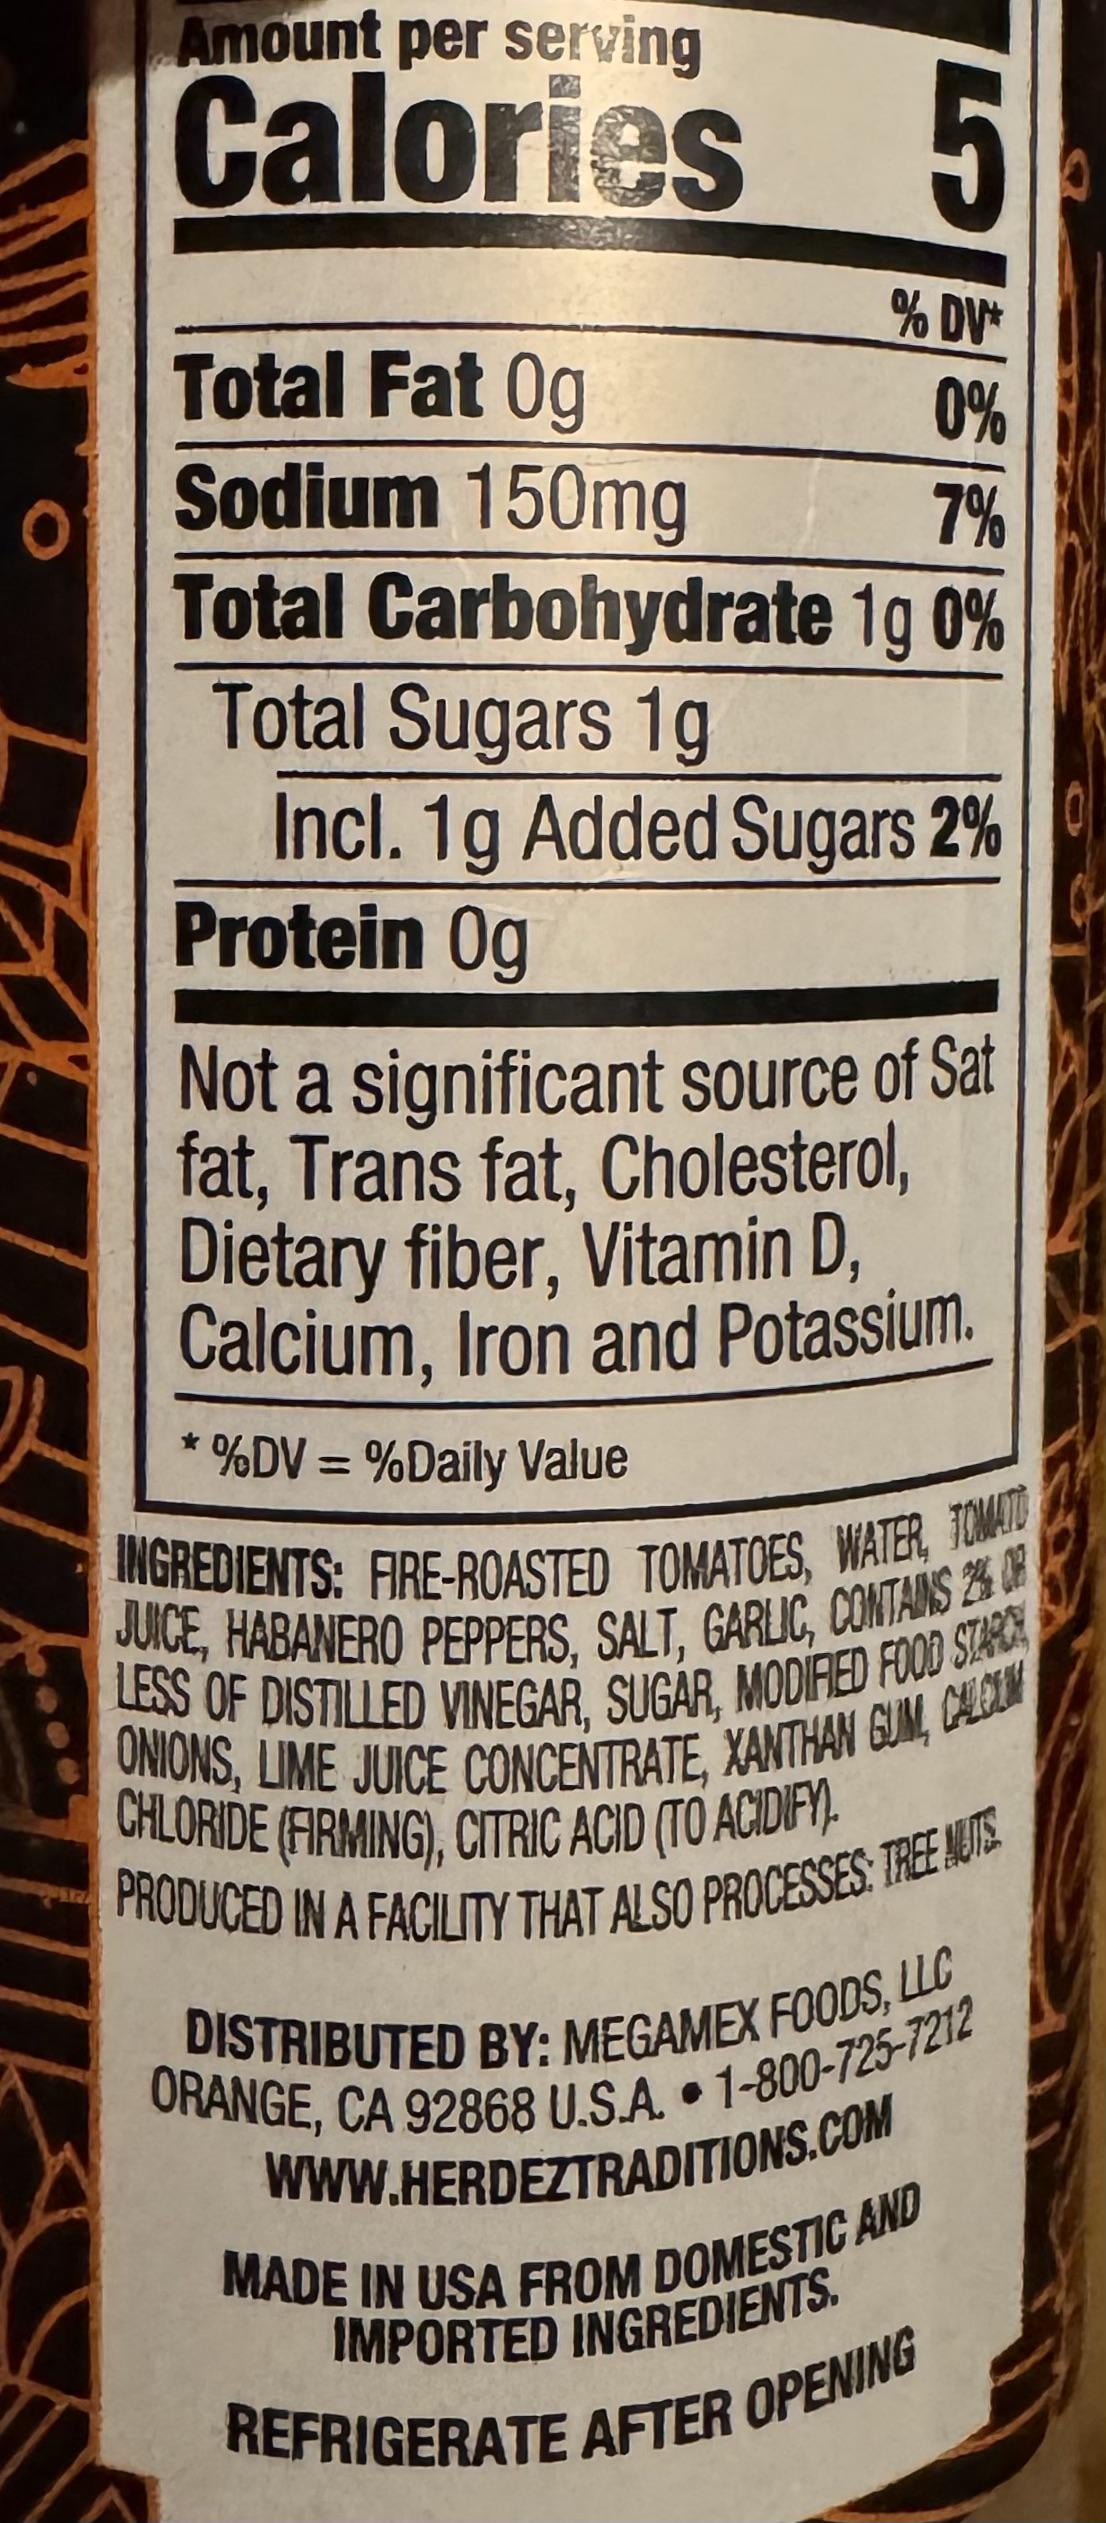 Amount per serving
Calories 5
% DV*
Total Fat 0g 0%
Sodium 150mg 7%
Total Carbohydrate 1g 0%
Total Sugars 1g
Incl. 1g Added Sugars 2%
Protein 0g
Not a significant source of Sat
fat, Trans fat, Cholesterol,
Dietary fiber, Vitamin D,
Calcium, Iron and Potassium.
* %DV = %Daily Value
INGREDIENTS: FIRE-ROASTED TOMATOES, WATER, TOMATO
JUICE, HABANERO PEPPERS, SALT, GARLIC, CONTAINS 2% OR
LESS OF DISTILLED VINEGAR, SUGAR, MODIFIED FOOD STARCH,
ONIONS, LIME JUICE CONCENTRATE, XANTHAN GUM, CALCIUM
CHLORIDE (FIRMING), CITRIC ACID (TO ACIDIFY).
PRODUCED IN A FACILITY THAT ALSO PROCESSES: TREE NUTS.
DISTRIBUTED BY: MEGAMEX FOODS, LLC
ORANGE, CA 92868 U.S.A. • 1-800-725-7212
WWW.HERDEZTRADITIONS.COM
MADE IN USA FROM DOMESTIC AND
IMPORTED INGREDIENTS.
REFRIGERATE AFTER OPENING